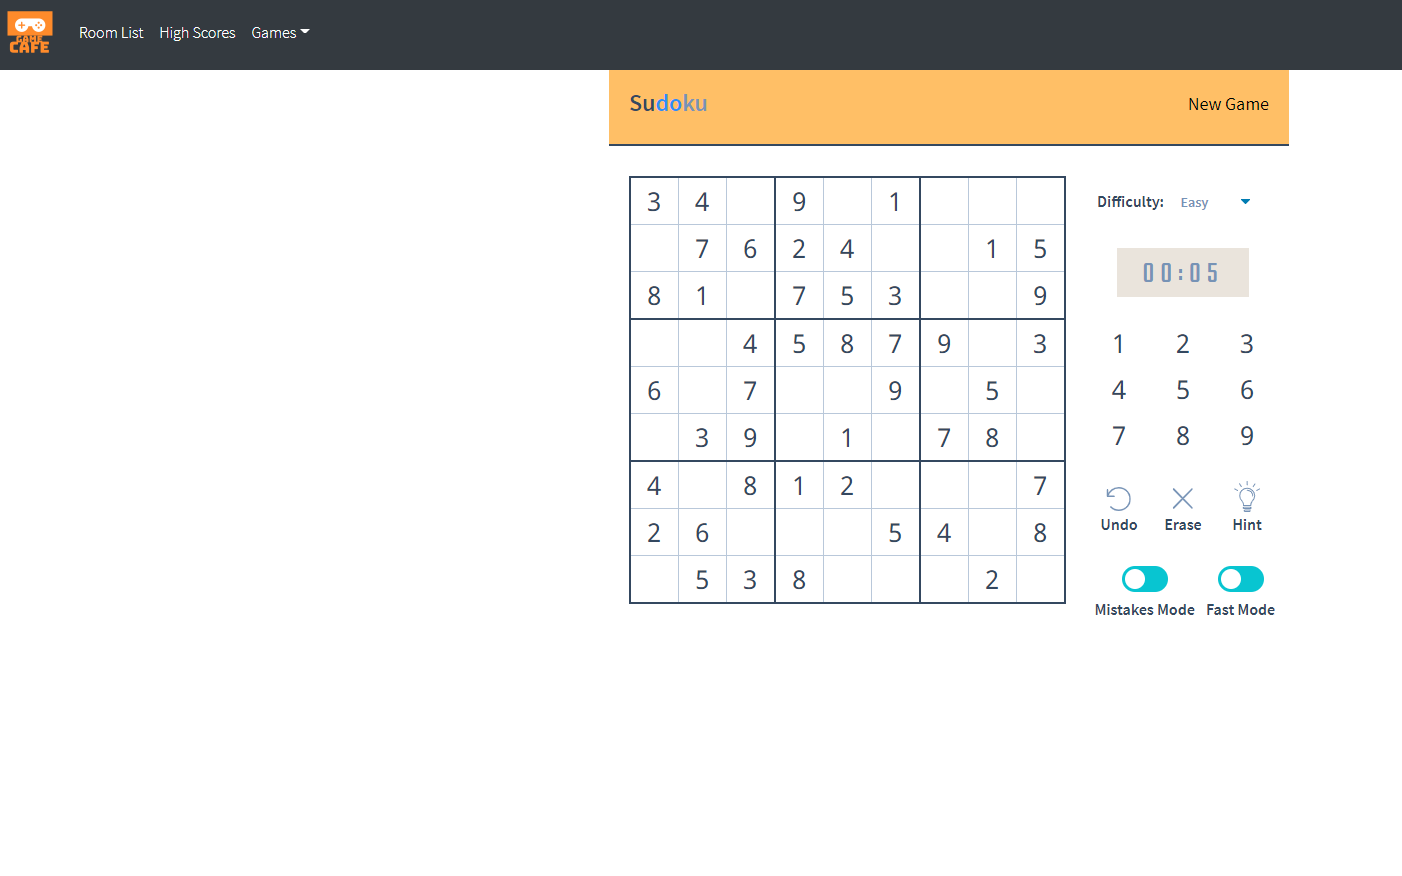 GAME
CAFE
Room List High Scores Games
Sudoku New Game
3 4 9 1
7 6 2 4 1 5
8 1 7 5 3 9
4 5 8 7 9 3
6 7 9 5
3 9 1 7 8
4 8 1 2 7
2 6 5 4 8
5 3 8 2
Difficulty: Easy
00:05
1 2 3
4 5 6
7 8 9
Undo Erase Hint
Mistakes Mode Fast Mode